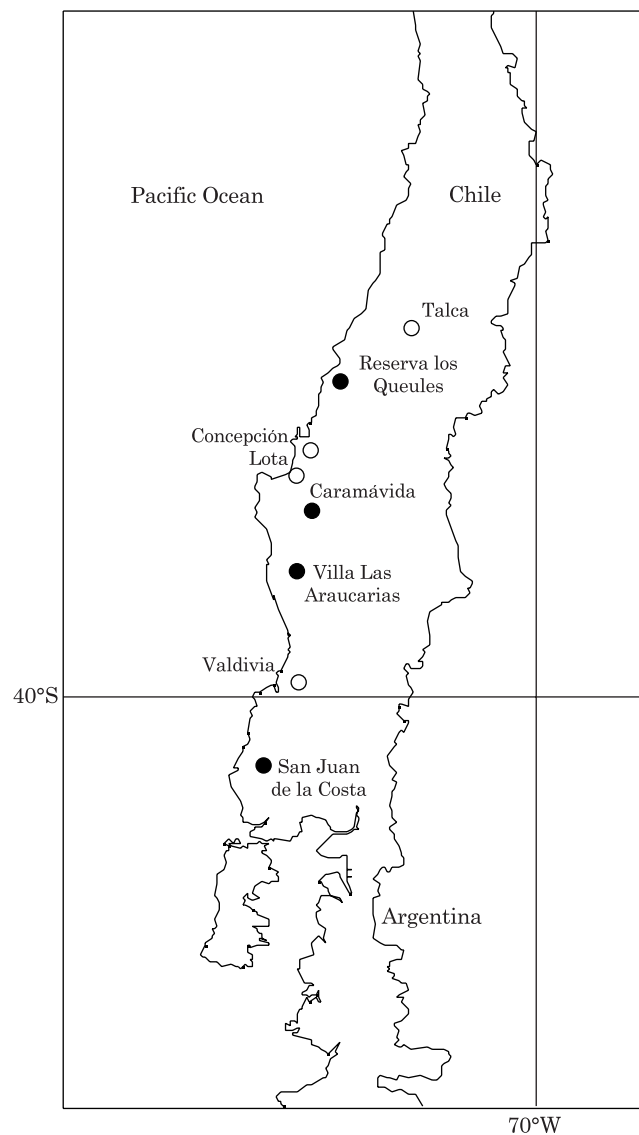 Pacific Ocean
Chile
Talca
Reserva los
Queules
Concepción
Lota
Caramávida
Villa Las
Araucarias
Valdivia
40°S
San Juan
de la Costa
Argentina
70°W